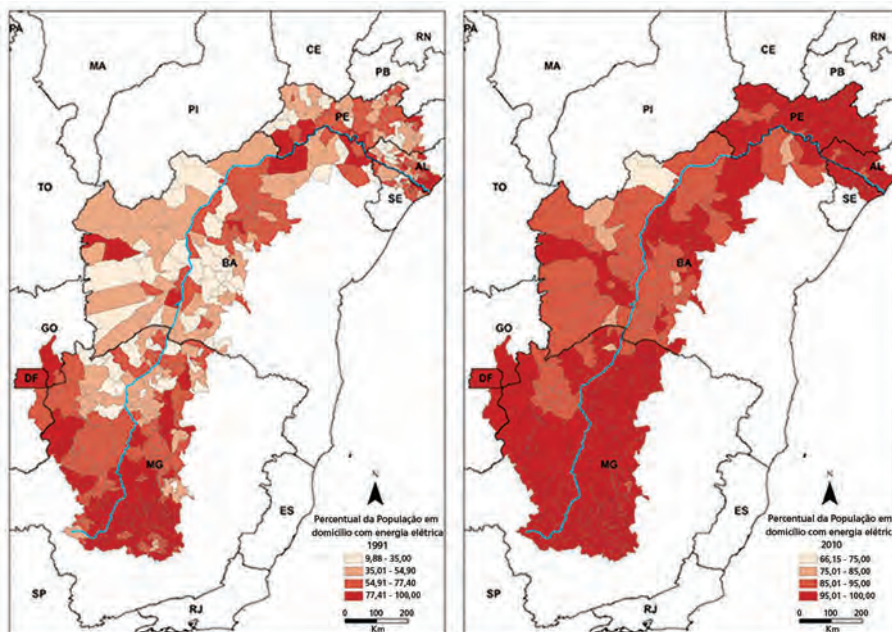 PA
MA
CE
RN
PB
PI
PE
AL
SE
TO
BA
GO
DF
MG
ES
SP
RJ
N
Percentual da População em
domicílio com energia elétrica
1991
9,88 - 35,00
35,01 - 54,90
54,91 - 77,40
77,41 - 100,00
100 0 100 200
Km
PA
MA
CE
RN
PB
PI
PE
AL
SE
TO
BA
GO
DF
MG
ES
SP
RJ
N
Percentual da População em
domicílio com energia elétrica
2010
66,15 - 75,00
75,01 - 85,00
85,01 - 95,00
95,01 - 100,00
100 0 100 200
Km